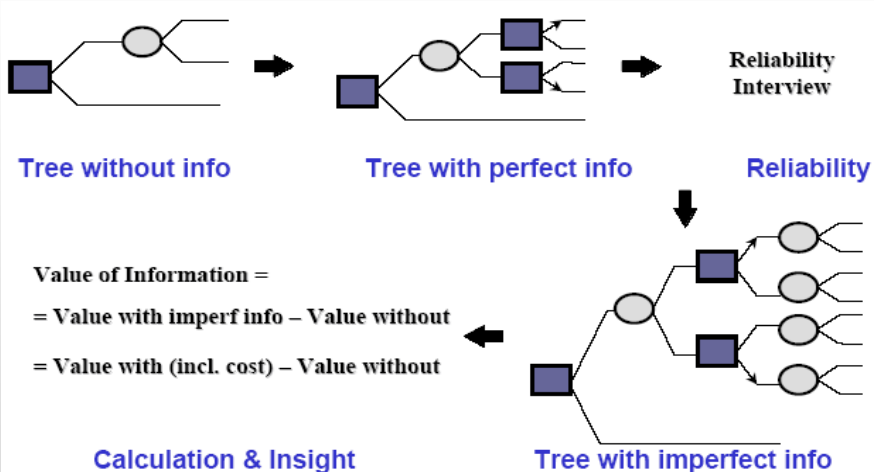 Reliability
Interview
Tree without info
Tree with perfect info
Reliability
Value of Information =
= Value with imperf info – Value without
= Value with (incl. cost) – Value without
Calculation & Insight
Tree with imperfect info